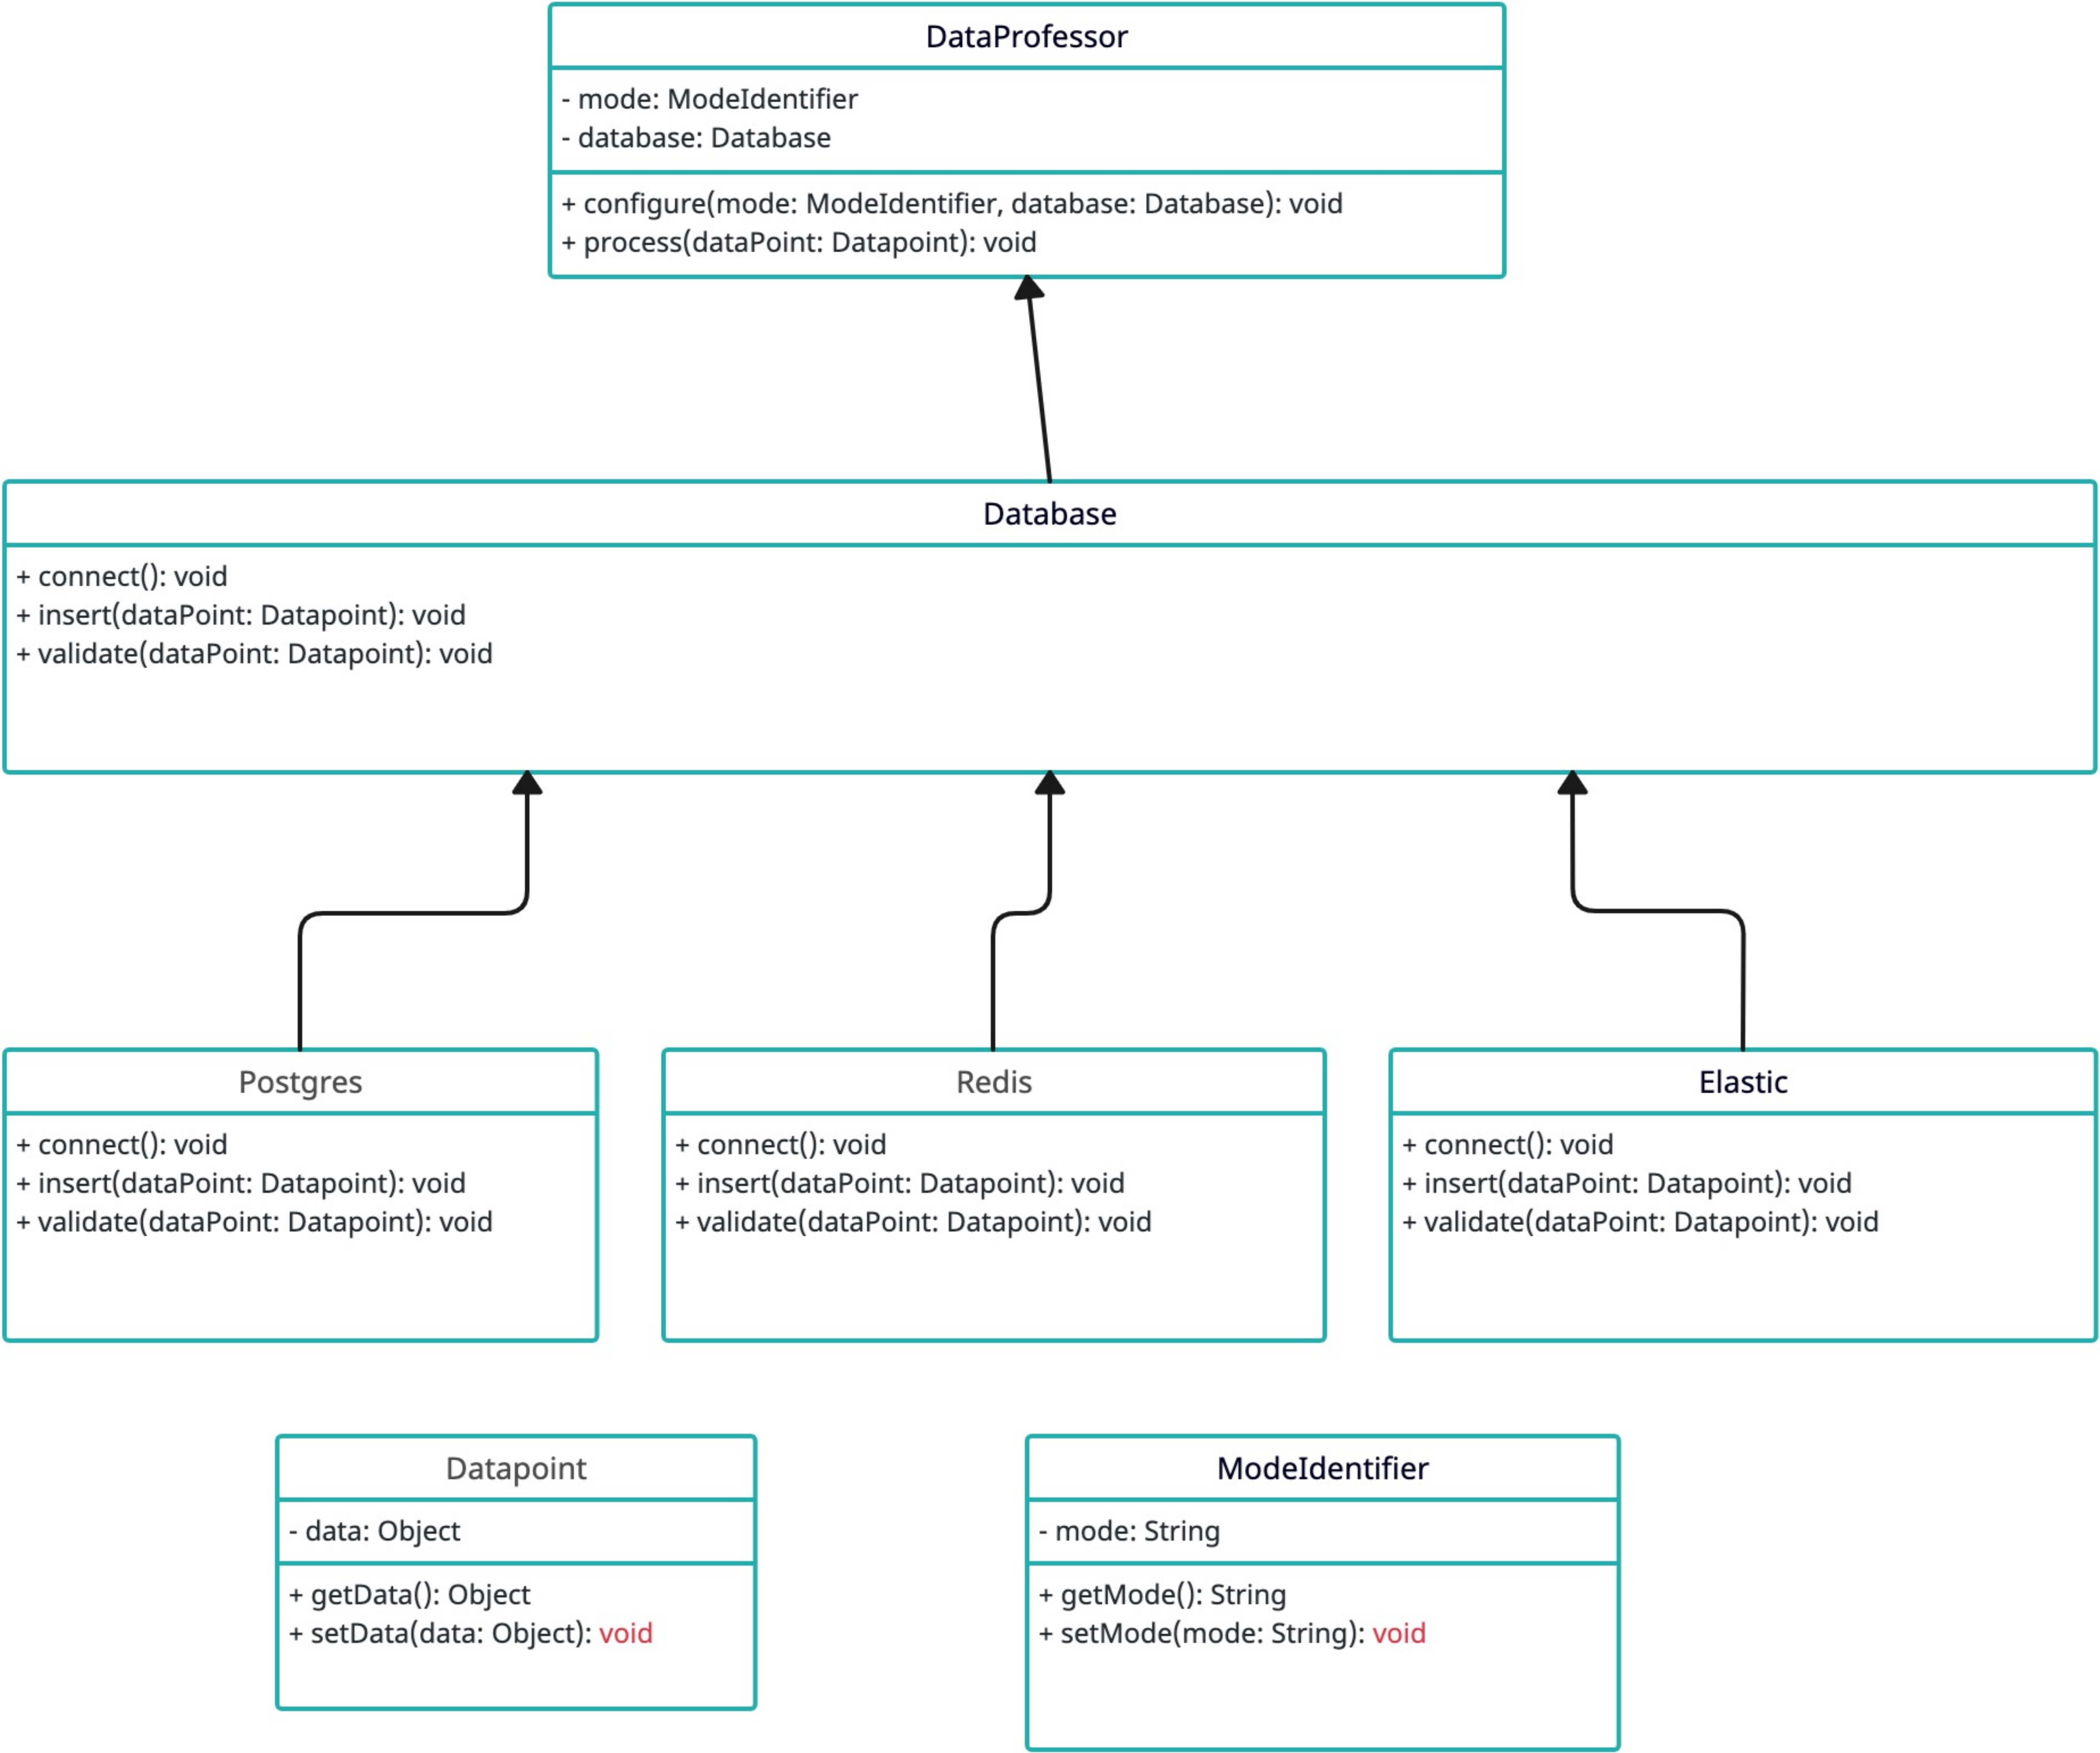 DataProfessor
- mode: ModeIdentifier
- database: Database
+ configure(mode: ModeIdentifier, database: Database): void
+ process(dataPoint: Datapoint): void
Database
+ connect(): void
+ insert(dataPoint: Datapoint): void
+ validate(dataPoint: Datapoint): void
Postgres
+ connect(): void
+ insert(dataPoint: Datapoint): void
+ validate(dataPoint: Datapoint): void
Redis
+ connect(): void
+ insert(dataPoint: Datapoint): void
+ validate(dataPoint: Datapoint): void
Elastic
+ connect(): void
+ insert(dataPoint: Datapoint): void
+ validate(dataPoint: Datapoint): void
Datapoint
- data: Object
+ getData(): Object
+ setData(data: Object): void
ModeIdentifier
- mode: String
+ getMode(): String
+ setMode(mode: String): void